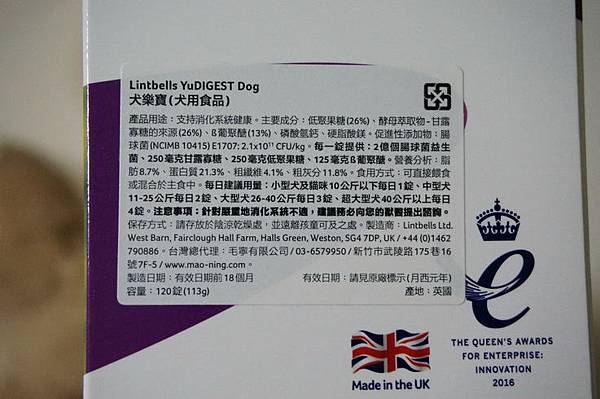 Lintbells YuDIGEST Dog
犬樂寶(犬用食品)
產品用途：支持消化系統健康。主要成分：低聚果糖(26%)、酵母萃取物-甘露
寡糖的來源(26%)、ß葡聚醣(13%)、磷酸氫鈣、硬脂酸鎂。促進性添加物：腸
球菌(NCIMB 10415) E1707: 2.1x10¹¹ CFU/kg。每一錠提供：2億個腸球菌益生
菌、250毫克甘露寡糖、250毫克低聚果糖、125毫克ß葡聚醣。營養分析：脂
肪8.7%、蛋白質21.3%、粗纖維4.1%、粗灰分11.8%。食用方式：可直接餵食
或混合於主食中。每日建議用量：小型犬及貓咪10公斤以下每日1錠、中型犬
11-25公斤每日2錠、大型犬26-40公斤每日3錠、超大型犬40公斤以上每日
4錠。注意事項：針對嚴重地消化系統不適，建議務必向您的獸醫提出諮詢。
保存方式：請存放於陰涼乾燥處，並遠離孩童可及之處。製造商：Lintbells Ltd.
West Barn, Fairclough Hall Farm, Halls Green, Weston, SG4 7DP, UK / +44 (0)1462
790886。台灣總代理：毛寧有限公司 / 03-6579950 / 新竹市武陵路175巷16
號7F-5 / www.mao-ning.com
製造日期：有效日期前18個月 有效日期：請見原廠標示(月西元年)
容量：120錠(113g) 產地：英國
Made in the UK
THE QUEEN'S AWARDS
FOR ENTERPRISE:
INNOVATION
2016